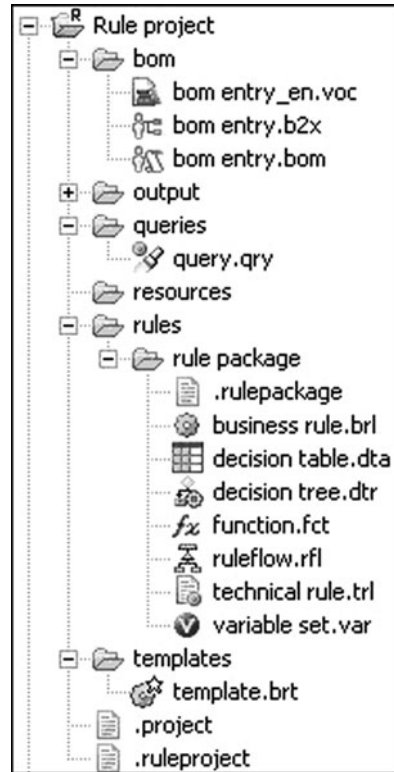 Rule project
bom
bom entry_en.voc
bom entry.b2x
bom entry.bom
output
queries
query.qry
resources
rules
rule package
.rulepackage
business rule.brl
decision table.dta
decision tree.dtr
fx function.fct
ruleflow.rfl
technical rule.trl
variable set.var
templates
template.brt
.project
.ruleproject